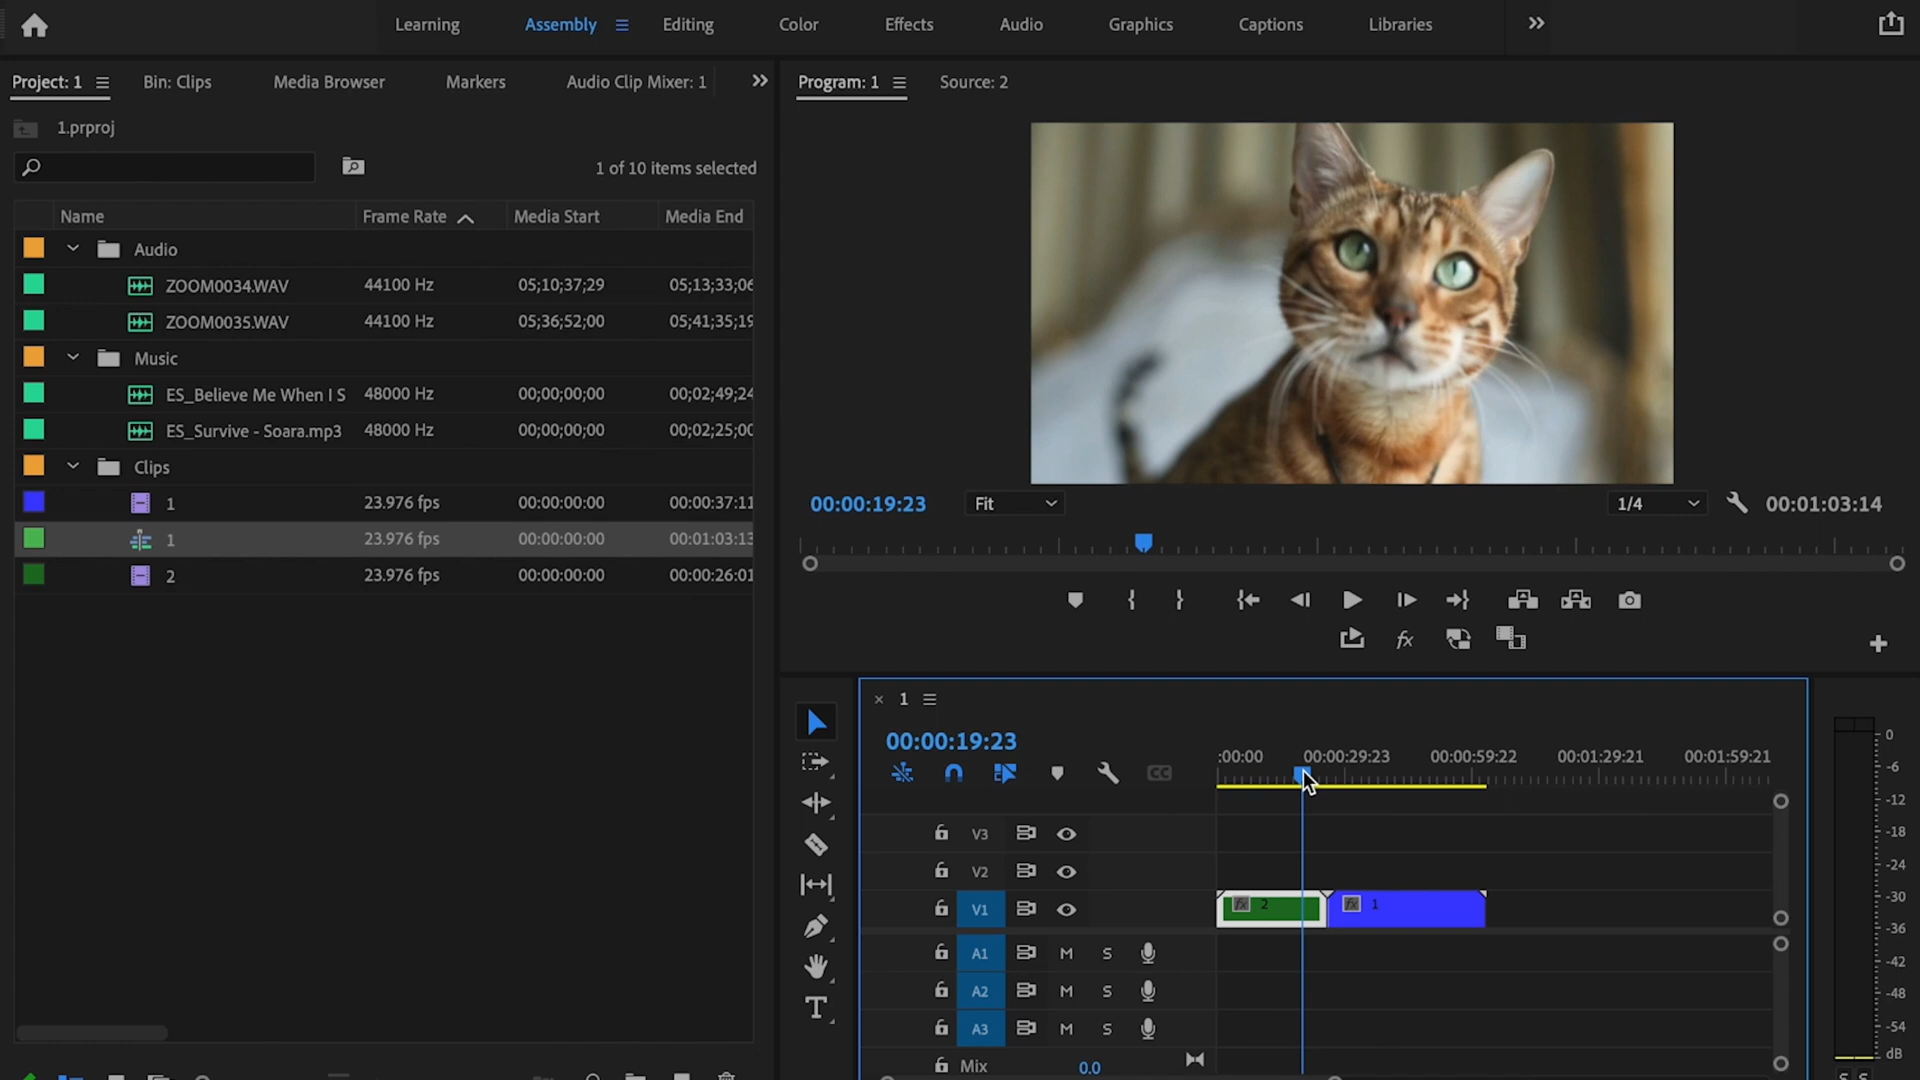 Learning Assembly Editing Color Effects Audio Graphics Captions Libraries
Project: 1 Bin: Clips Media Browser Markers Audio Clip Mixer: 1
1.prproj
1 of 10 items selected
Name Frame Rate Media Start Media End
Audio
ZOOM0034.WAV 44100 Hz 05;10;37;29 05;13;33;06
ZOOM0035.WAV 44100 Hz 05;36;52;00 05;41;35;19
Music
ES_Believe Me When I S 48000 Hz 00;00;00;00 00;02;49;24
ES_Survive - Soara.mp3 48000 Hz 00;00;00;00 00;02;25;00
Clips
1 23.976 fps 00:00:00:00 00:00:37:11
1 23.976 fps 00:00:00:00 00:01:03:13
2 23.976 fps 00:00:00:00 00:00:26:01
Program: 1 Source: 2
00:00:19:23 Fit 1/4 00:01:03:14
fx
1
00:00:19:23
:00:00 00:00:29:23 00:00:59:22 00:01:29:21 00:01:59:21
CC
V3
V2
V1 fx 2 fx 1
A1 M S
A2 M S
A3 M S
Mix 0.0
T
0
-6
-12
-18
-24
-30
-36
-42
-48
-54
dB
S S